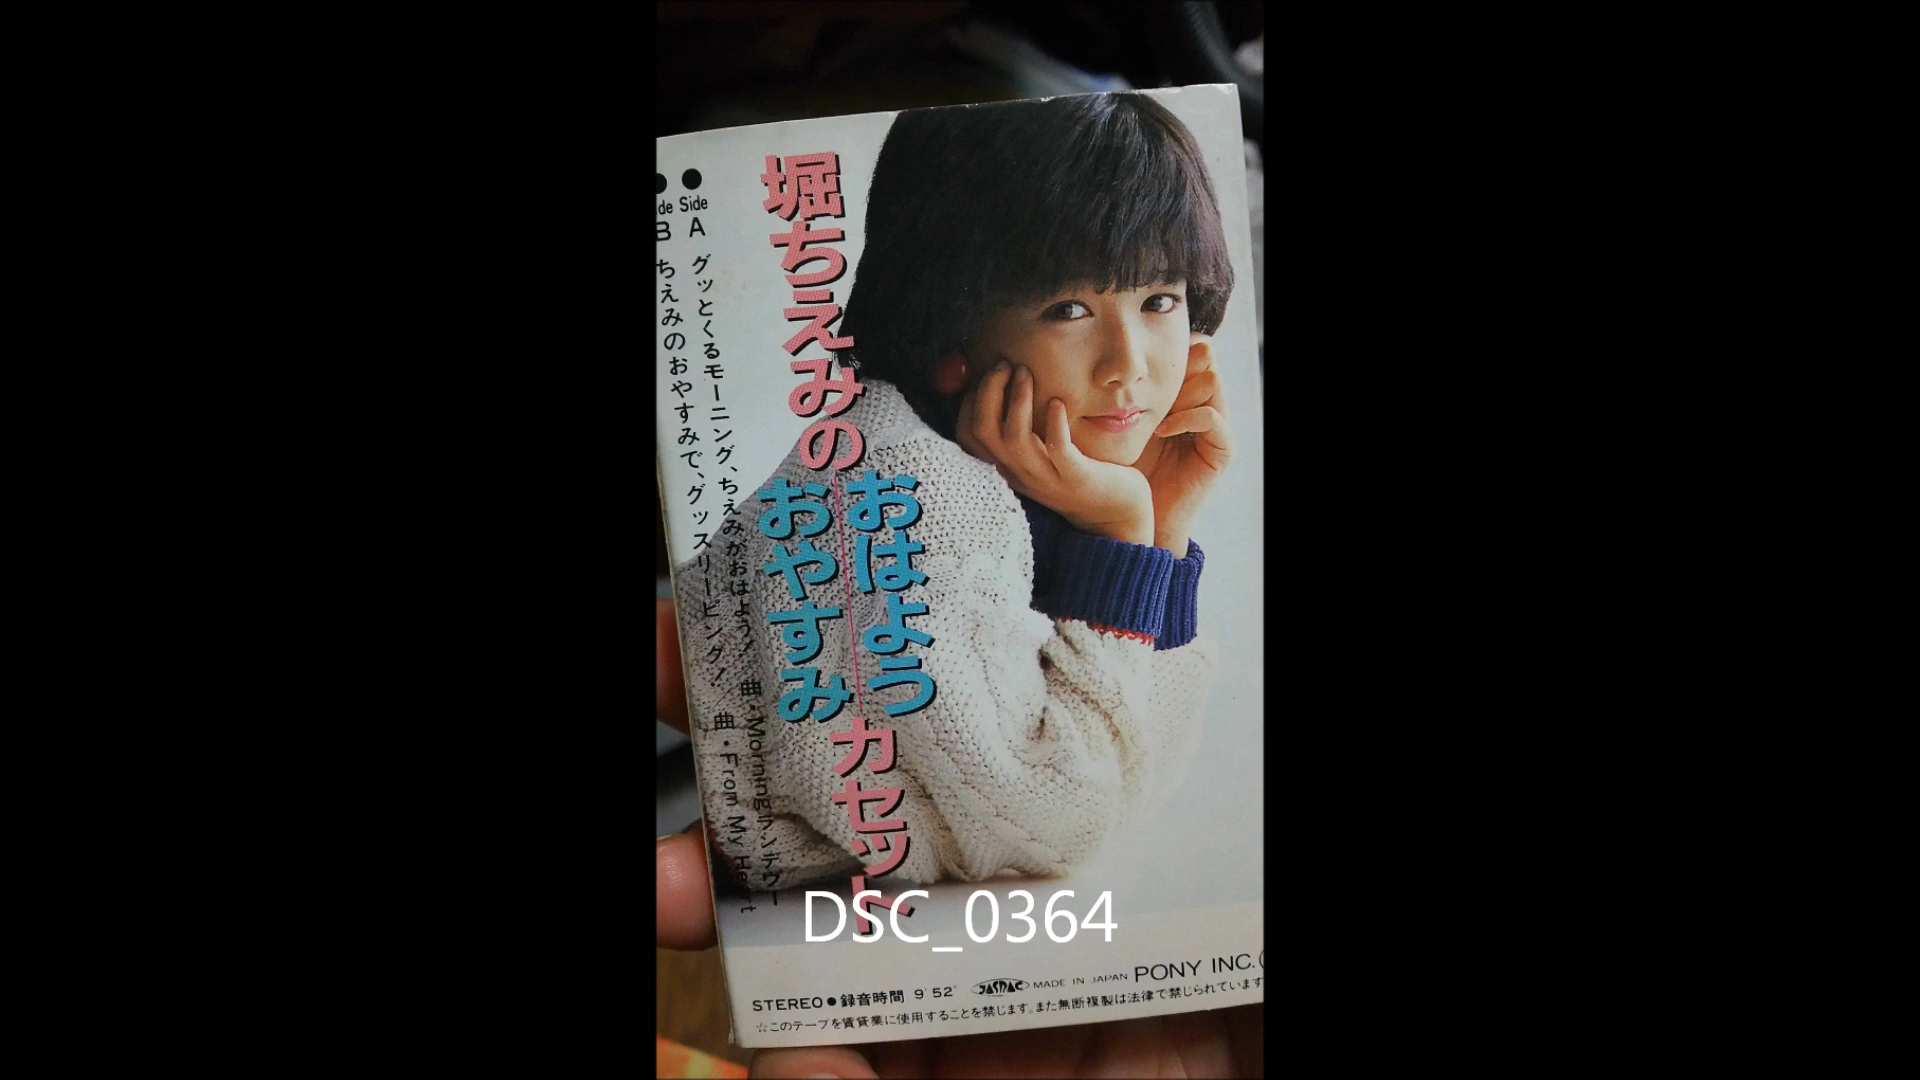 堀ちえみの
おはよう
おやすみ
カセット
●Side A グッとくるモーニング、ちえみがおはよう！ 曲・Morningランデヴー
●de B ちえみのおやすみで、グッスリーピング！ 曲・From My Heart
DSC_0364
STEREO●録音時間 9'52" JASRAC MADE IN JAPAN PONY INC.
☆このテープを賃貸業に使用することを禁じます。また無断複製は法律で禁じられています